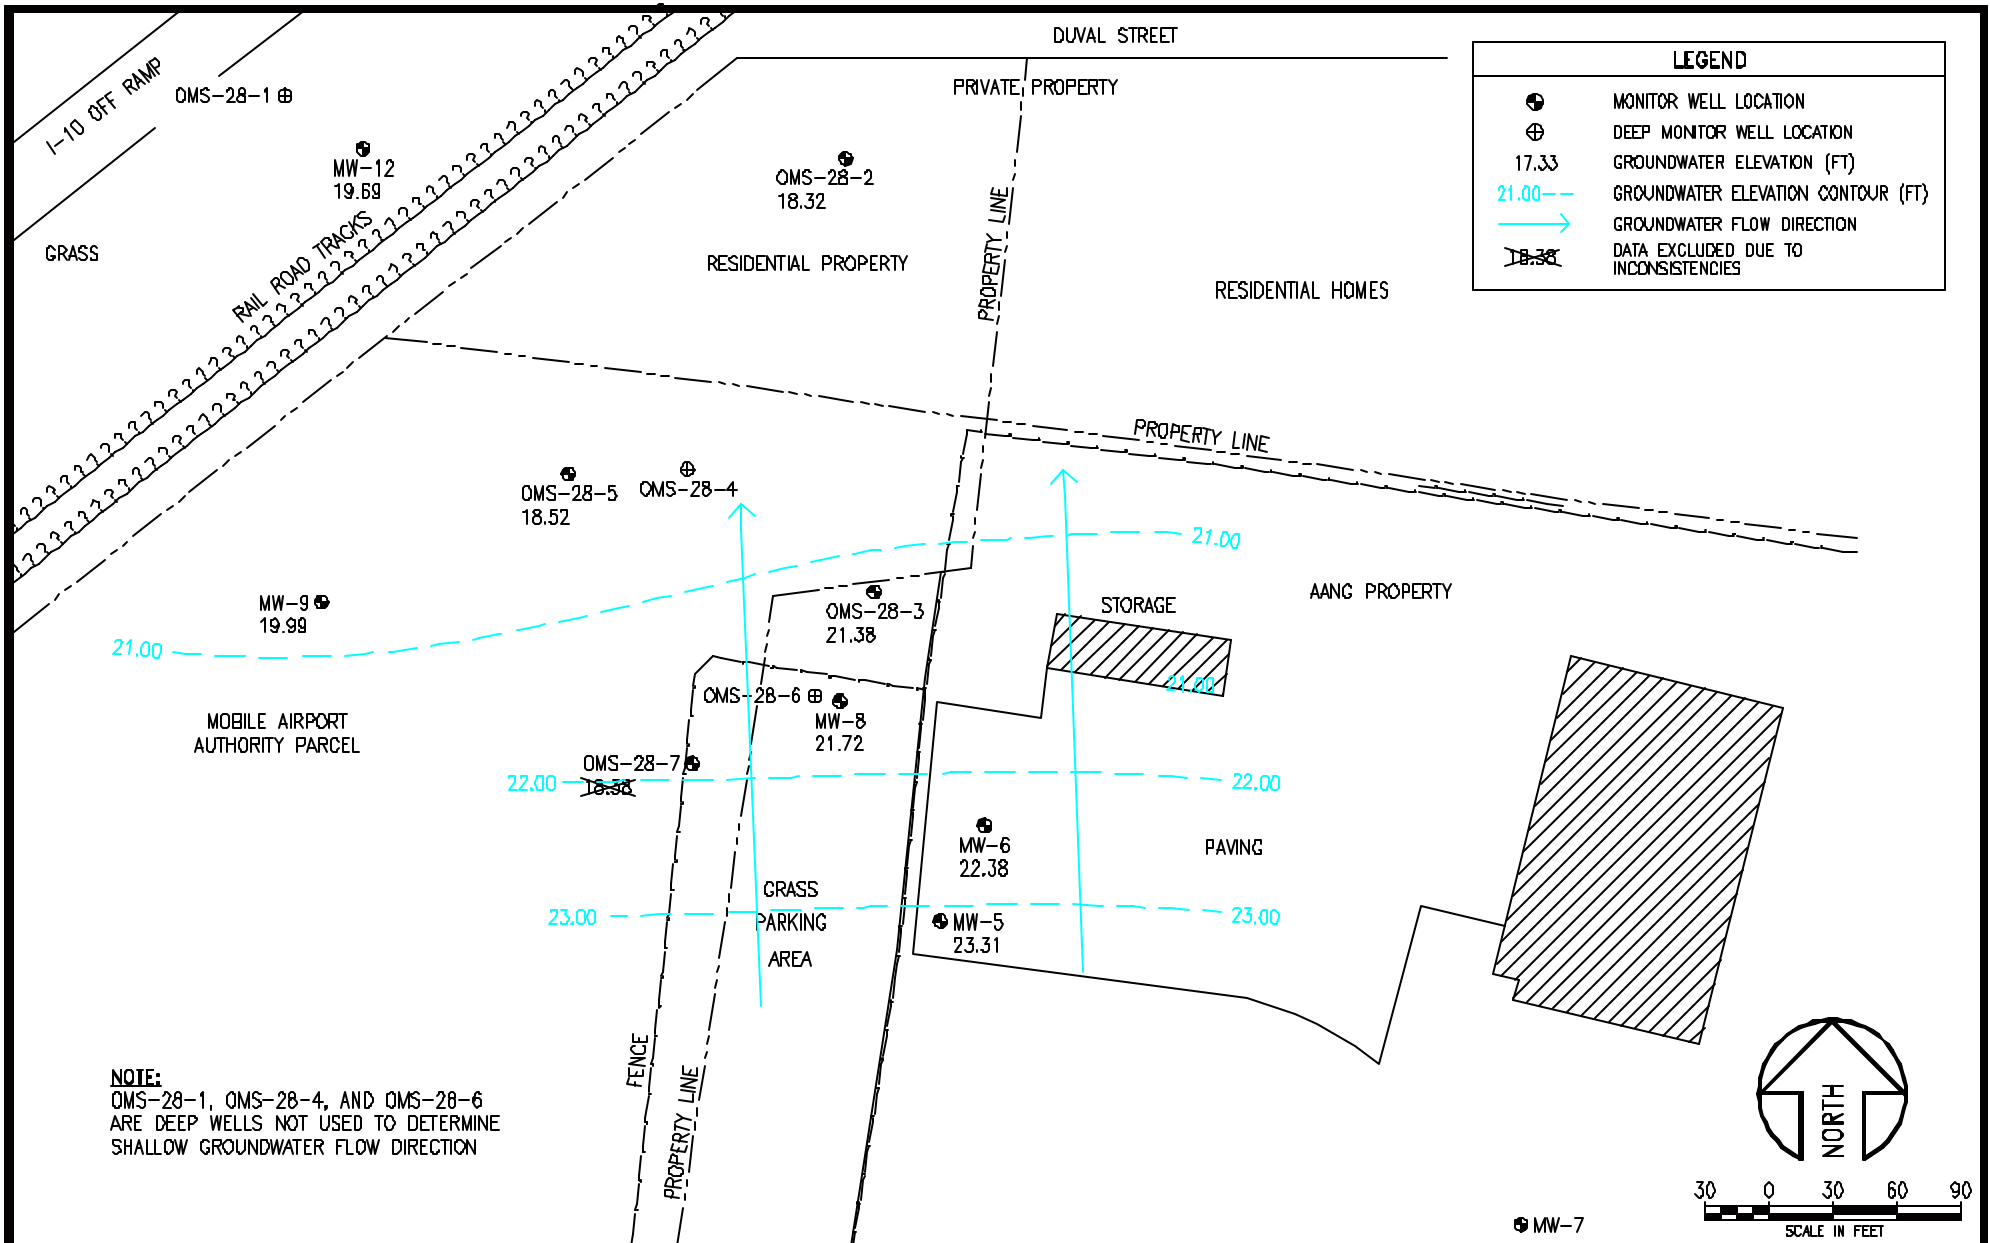 DUVAL STREET
PRIVATE PROPERTY
LEGEND
MONITOR WELL LOCATION
DEEP MONITOR WELL LOCATION
17.33 GROUNDWATER ELEVATION (FT)
21.00 GROUNDWATER ELEVATION CONTOUR (FT)
GROUNDWATER FLOW DIRECTION
18.38 DATA EXCLUDED DUE TO
INCONSISTENCIES
I-10 OFF RAMP
OMS-28-1
MW-12
19.69
GRASS
RAIL ROAD TRACKS
OMS-28-2
18.32
RESIDENTIAL PROPERTY
PROPERTY LINE
RESIDENTIAL HOMES
PROPERTY LINE
OMS-28-5
18.52
OMS-28-4
21.00
MW-9
19.99
21.00
OMS-28-3
21.38
STORAGE
AANG PROPERTY
21.00
OMS-28-6
MW-8
21.72
MOBILE AIRPORT
AUTHORITY PARCEL
OMS-28-7
18.38
22.00
22.00
MW-6
22.38
PAVING
GRASS
PARKING
AREA
23.00
23.00
MW-5
23.31
FENCE
PROPERTY LINE
NOTE:
OMS-28-1, OMS-28-4, AND OMS-28-6
ARE DEEP WELLS NOT USED TO DETERMINE
SHALLOW GROUNDWATER FLOW DIRECTION
NORTH
30 0 30 60 90
SCALE IN FEET
MW-7